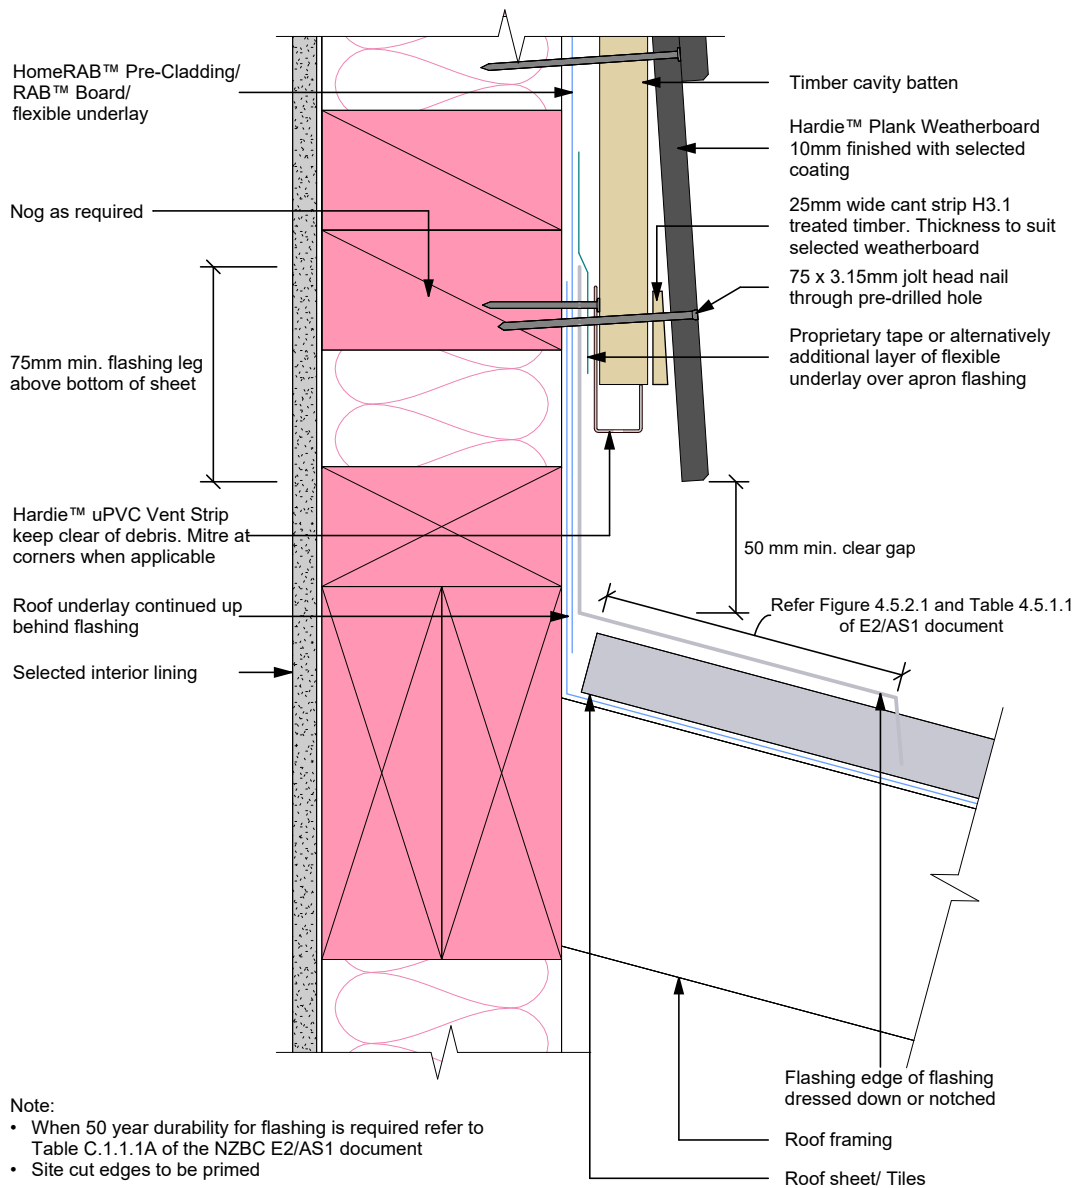 HomeRAB™ Pre-Cladding/
RAB™ Board/
flexible underlay
Nog as required
75mm min. flashing leg
above bottom of sheet
Hardie™ uPVC Vent Strip
keep clear of debris. Mitre at
corners when applicable
Roof underlay continued up
behind flashing
Selected interior lining
Timber cavity batten
Hardie™ Plank Weatherboard
10mm finished with selected
coating
25mm wide cant strip H3.1
treated timber. Thickness to suit
selected weatherboard
75 x 3.15mm jolt head nail
through pre-drilled hole
Proprietary tape or alternatively
additional layer of flexible
underlay over apron flashing
50 mm min. clear gap
Refer Figure 4.5.2.1 and Table 4.5.1.1
of E2/AS1 document
Flashing edge of flashing
dressed down or notched
Roof framing
Roof sheet/ Tiles
Note:
• When 50 year durability for flashing is required refer to
Table C.1.1.1A of the NZBC E2/AS1 document
• Site cut edges to be primed